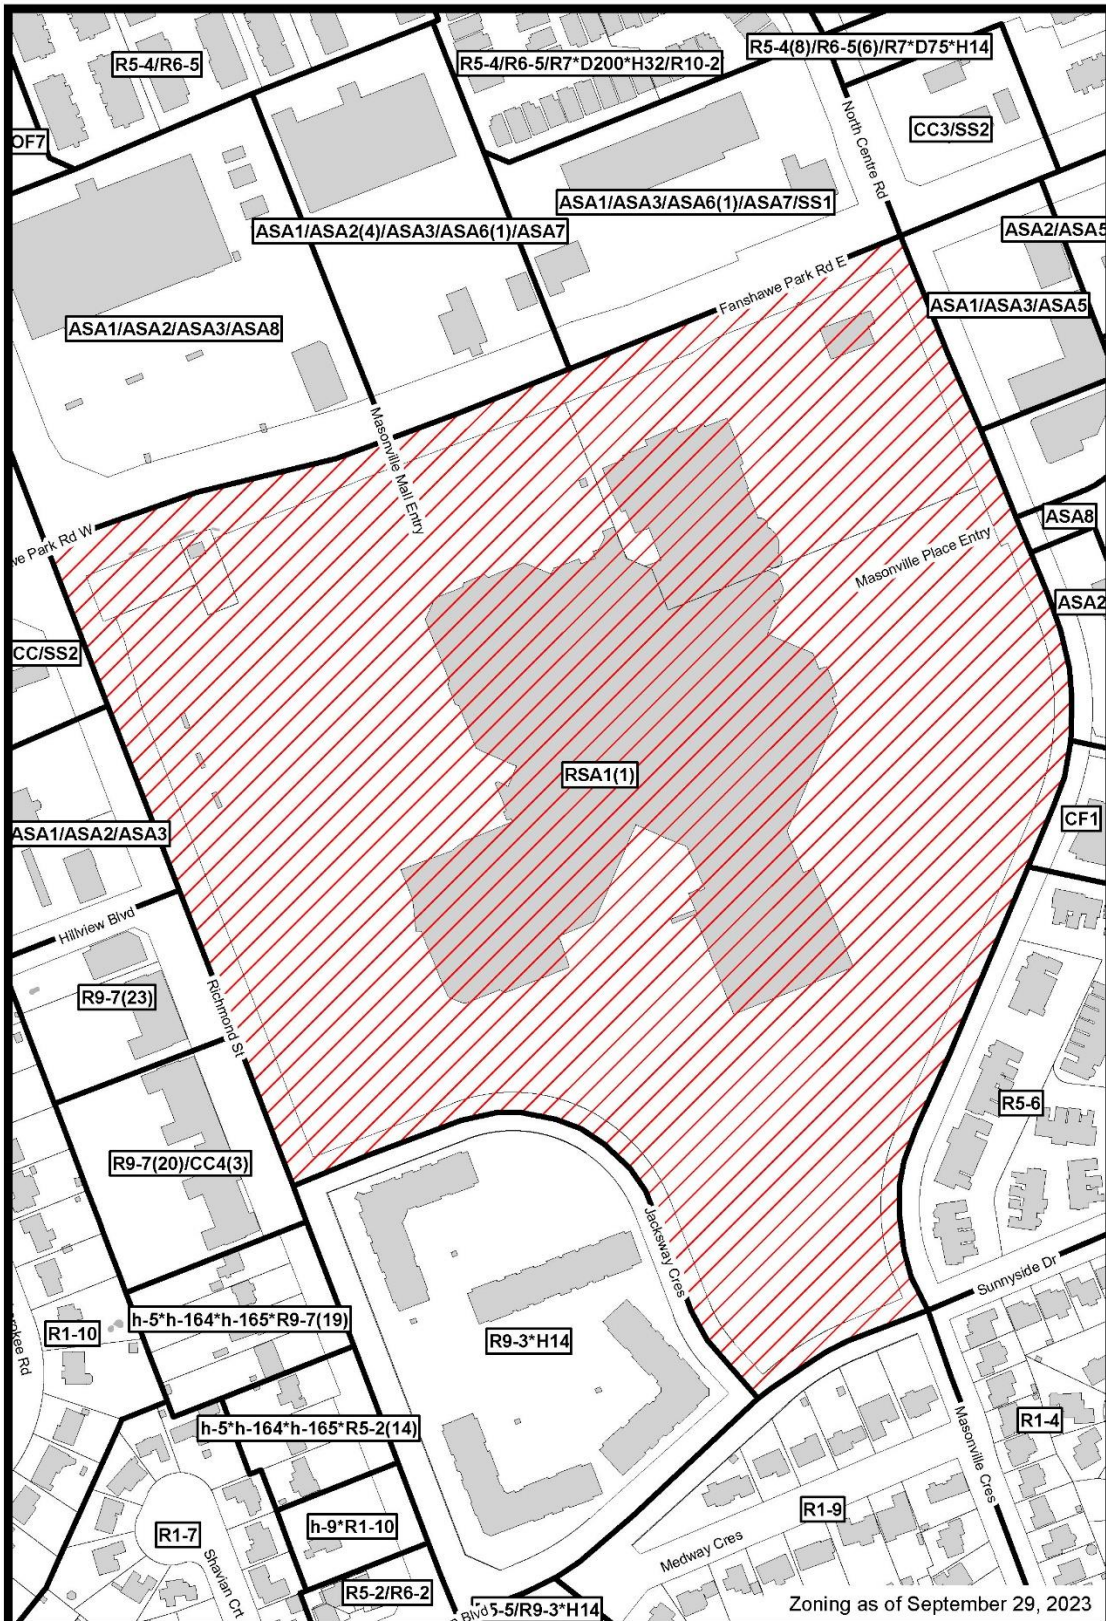 R5-4(8)/R6-5(6)/R7*D75*H14
R5-4/R6-5
R5-4/R6-5/R7*D200*H32/R10-2
CC3/SS2
OF7
North Centre Rd
ASA1/ASA3/ASA6(1)/ASA7/SS1
ASA1/ASA2(4)/ASA3/ASA6(1)/ASA7
ASA2/ASA5
Fanshawe Park Rd E
ASA1/ASA3/ASA5
ASA1/ASA2/ASA3/ASA8
Masonville Mall Entry
ASA8
we Park Rd W
Masonville Place Entry
ASA2
CC/SS2
RSA1(1)
CF1
ASA1/ASA2/ASA3
Hillview Blvd
R9-7(23)
Richmond St
R5-6
R9-7(20)/CC4(3)
Jacksway Cres
Sunnyside Dr
h-5*h-164*h-165*R9-7(19)
R1-10
R9-3*H14
okee Rd
R1-4
h-5*h-164*h-165*R5-2(14)
Masonville Cres
R1-9
h-9*R1-10
R1-7
Medway Cres
Shavian Crt
R5-2/R6-2
5-5/R9-3*H14
Blvd
Zoning as of September 29, 2023